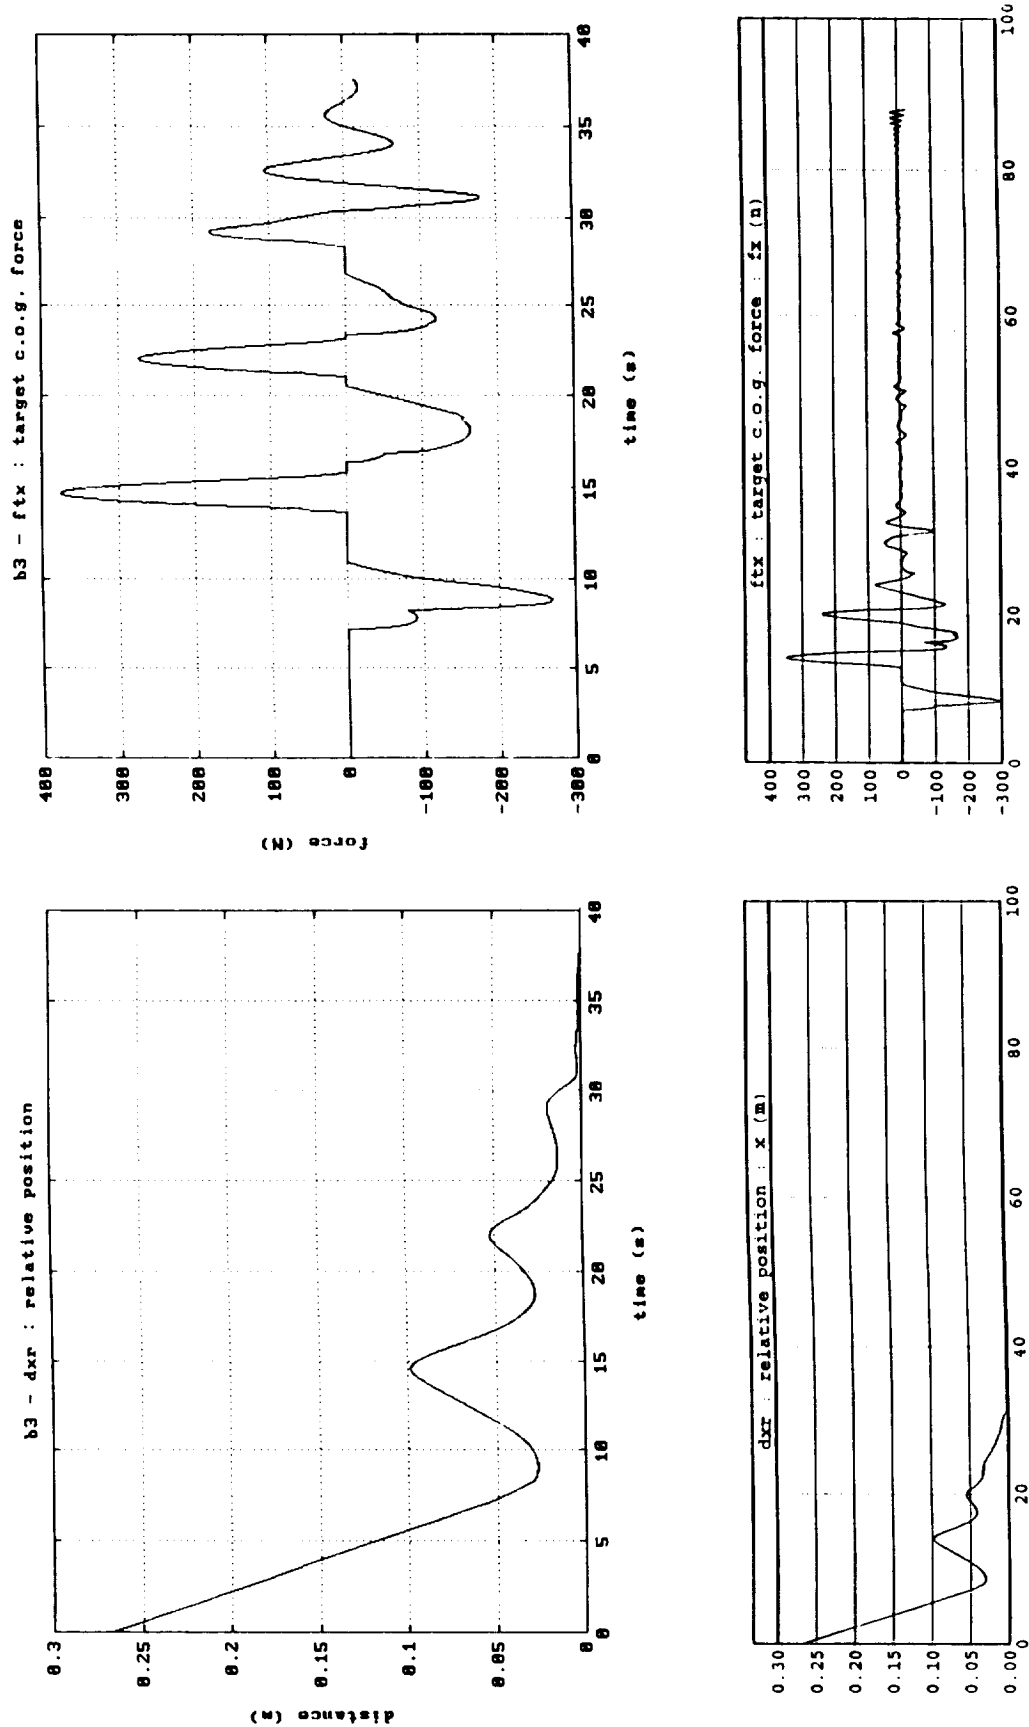 b3 - dxr : relative position
distance (m)
0.3
0.25
0.2
0.15
0.1
0.05
0
0 5 10 15 20 25 30 35 40
time (s)
b3 - ftx : target c.o.g. force
force (N)
400
300
200
100
0
-100
-200
-300
0 5 10 15 20 25 30 35 40
time (s)
dxr : relative position : x (m)
0.30
0.25
0.20
0.15
0.10
0.05
0.00
0 20 40 60 80 100
ftx : target c.o.g. force : fx (n)
400
300
200
100
0
-100
-200
-300
0 20 40 60 80 100